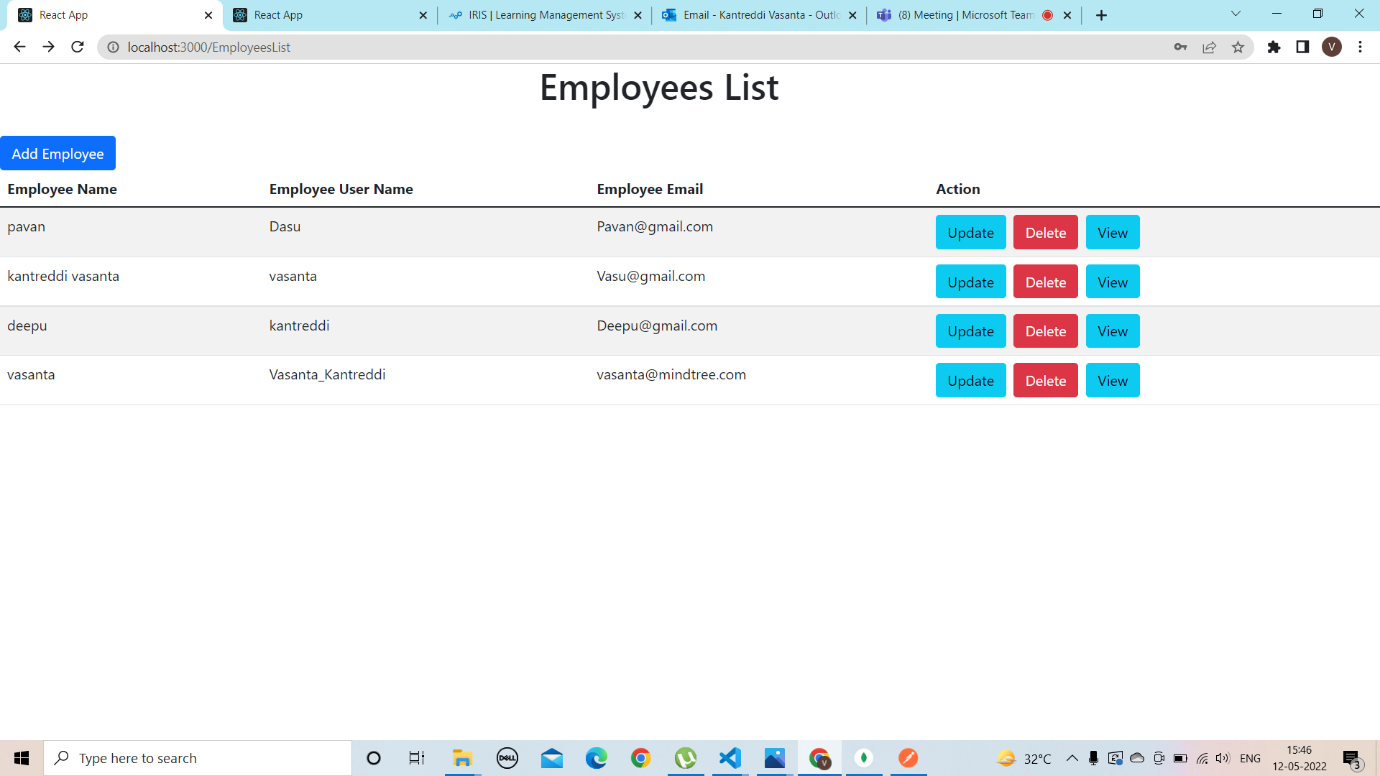 React App
React App
IRIS | Learning Management Syst
Email - Kantreddi Vasanta - Outlo
(8) Meeting | Microsoft Team
localhost:3000/EmployeesList
V
Employees List
Add Employee
Employee Name Employee User Name Employee Email Action
pavan Dasu Pavan@gmail.com Update Delete View
kantreddi vasanta vasanta Vasu@gmail.com Update Delete View
deepu kantreddi Deepu@gmail.com Update Delete View
vasanta Vasanta_Kantreddi vasanta@mindtree.com Update Delete View
Type here to search
DELL
V
32°C
ENG
15:46
12-05-2022
3